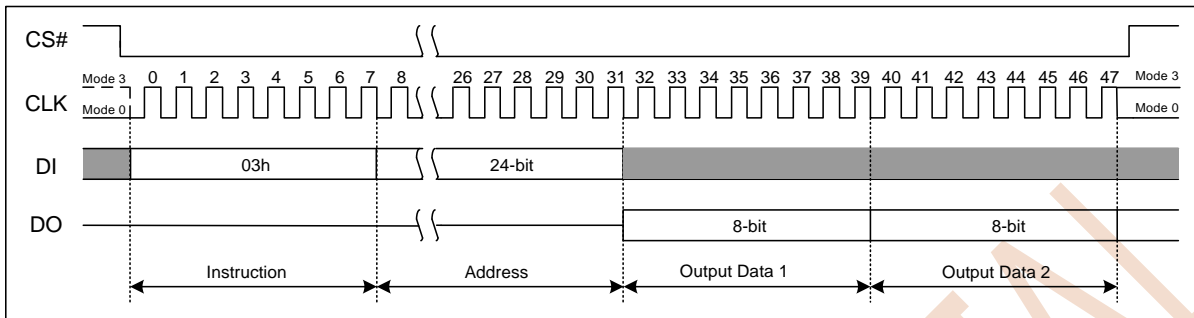 CS#
Mode 3 0 1 2 3 4 5 6 7 8 26 27 28 29 30 31 32 33 34 35 36 37 38 39 40 41 42 43 44 45 46 47 Mode 3
CLK
Mode 0 Mode 0
DI 03h 24-bit
DO 8-bit 8-bit
Instruction Address Output Data 1 Output Data 2